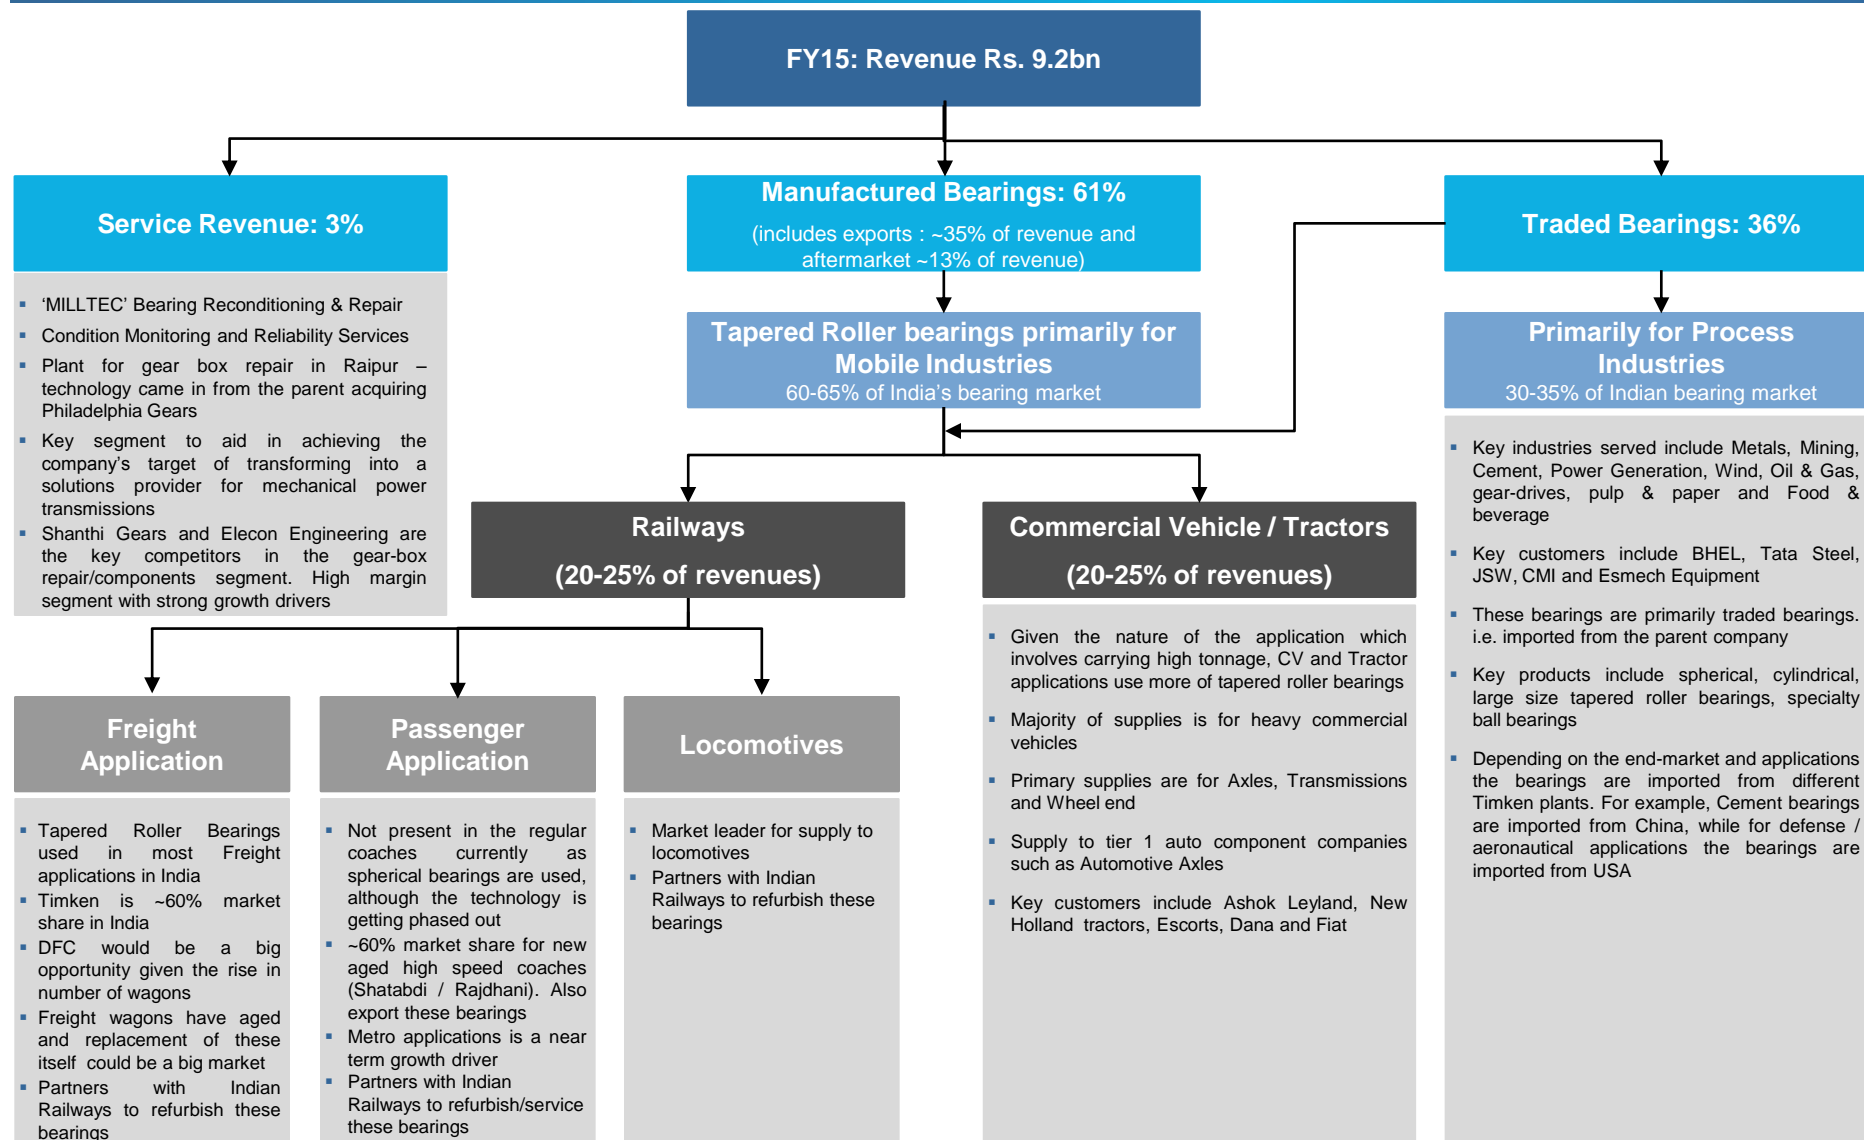 FY15: Revenue Rs. 9.2bn
Service Revenue: 3%
‘MILLTEC’ Bearing Reconditioning & Repair
Condition Monitoring and Reliability Services
Plant for gear box repair in Raipur –
technology came in from the parent acquiring
Philadelphia Gears
Key segment to aid in achieving the
company’s target of transforming into a
solutions provider for mechanical power
transmissions
Shanthi Gears and Elecon Engineering are
the key competitors in the gear-box
repair/components segment. High margin
segment with strong growth drivers
Manufactured Bearings: 61%
(includes exports : ~35% of revenue and
aftermarket ~13% of revenue)
Tapered Roller bearings primarily for
Mobile Industries
60-65% of India’s bearing market
Traded Bearings: 36%
Primarily for Process
Industries
30-35% of Indian bearing market
Key industries served include Metals, Mining,
Cement, Power Generation, Wind, Oil & Gas,
gear-drives, pulp & paper and Food &
beverage
Key customers include BHEL, Tata Steel,
JSW, CMI and Esmech Equipment
These bearings are primarily traded bearings.
i.e. imported from the parent company
Key products include spherical, cylindrical,
large size tapered roller bearings, specialty
ball bearings
Depending on the end-market and applications
the bearings are imported from different
Timken plants. For example, Cement bearings
are imported from China, while for defense /
aeronautical applications the bearings are
imported from USA
Railways
(20-25% of revenues)
Commercial Vehicle / Tractors
(20-25% of revenues)
Given the nature of the application which
involves carrying high tonnage, CV and Tractor
applications use more of tapered roller bearings
Majority of supplies is for heavy commercial
vehicles
Primary supplies are for Axles, Transmissions
and Wheel end
Supply to tier 1 auto component companies
such as Automotive Axles
Key customers include Ashok Leyland, New
Holland tractors, Escorts, Dana and Fiat
Freight
Application
Tapered Roller Bearings
used in most Freight
applications in India
Timken is ~60% market
share in India
DFC would be a big
opportunity given the rise in
number of wagons
Freight wagons have aged
and replacement of these
itself could be a big market
Partners with Indian
Railways to refurbish these
bearings
Passenger
Application
Not present in the regular
coaches currently as
spherical bearings are used,
although the technology is
getting phased out
~60% market share for new
aged high speed coaches
(Shatabdi / Rajdhani). Also
export these bearings
Metro applications is a near
term growth driver
Partners with Indian
Railways to refurbish/service
these bearings
Locomotives
Market leader for supply to
locomotives
Partners with Indian
Railways to refurbish these
bearings